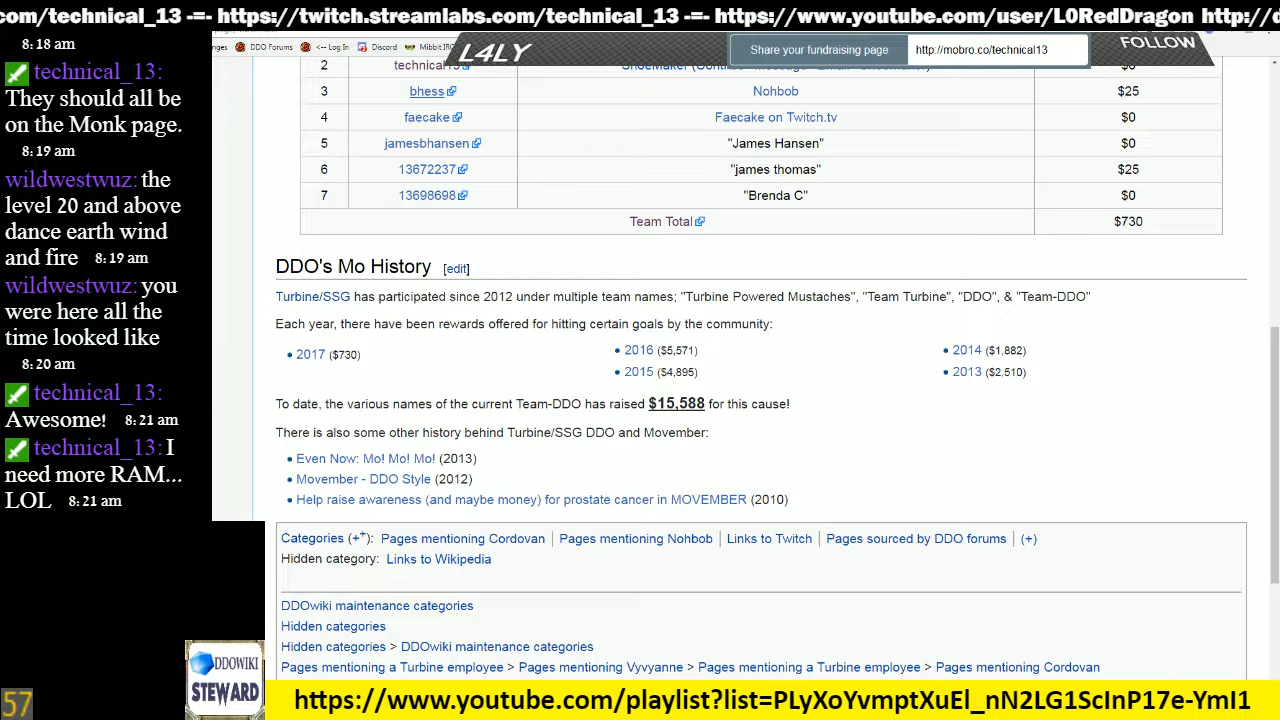 com/technical_13 -=- https://twitch.streamlabs.com/technical_13 -=- https://www.youtube.com/user/L0RedDragon http://
8:18 am
technical_13:
They should all be
on the Monk page.
8:19 am
wildwestwuz: the
level 20 and above
dance earth wind
and fire 8:19 am
wildwestwuz: you
were here all the
time looked like
8:20 am
technical_13:
Awesome! 8:21 am
technical_13: I
need more RAM...
LOL 8:21 am
DDO Forums <-- Log In Discord Mibbit
L4LY
Share your fundraising page http://mobro.co/technical13
FOLLOW
2 technical13 $0
3 bhess Nohbob $25
4 faecake Faecake on Twitch.tv $0
5 jamesbhansen "James Hansen" $0
6 13672237 "james thomas" $25
7 13698698 "Brenda C" $0
Team Total $730
DDO's Mo History [edit]
Turbine/SSG has participated since 2012 under multiple team names; "Turbine Powered Mustaches", "Team Turbine", "DDO", & "Team-DDO"
Each year, there have been rewards offered for hitting certain goals by the community:
• 2017 ($730) • 2016 ($5,571) • 2014 ($1,882)
• 2015 ($4,895) • 2013 ($2,510)
To date, the various names of the current Team-DDO has raised $15,588 for this cause!
There is also some other history behind Turbine/SSG DDO and Movember:
• Even Now: Mo! Mo! Mo! (2013)
• Movember - DDO Style (2012)
• Help raise awareness (and maybe money) for prostate cancer in MOVEMBER (2010)
Categories (+⁺): Pages mentioning Cordovan | Pages mentioning Nohbob | Links to Twitch | Pages sourced by DDO forums | (+)
Hidden category: Links to Wikipedia
DDOwiki maintenance categories
Hidden categories
Hidden categories > DDOwiki maintenance categories
Pages mentioning a Turbine employee > Pages mentioning Vyvyanne > Pages mentioning a Turbine employee > Pages mentioning Cordovan
DDOWIKI
STEWARD
57
https://www.youtube.com/playlist?list=PLyXoYvmptXuEl_nN2LG1ScInP17e-YmI1